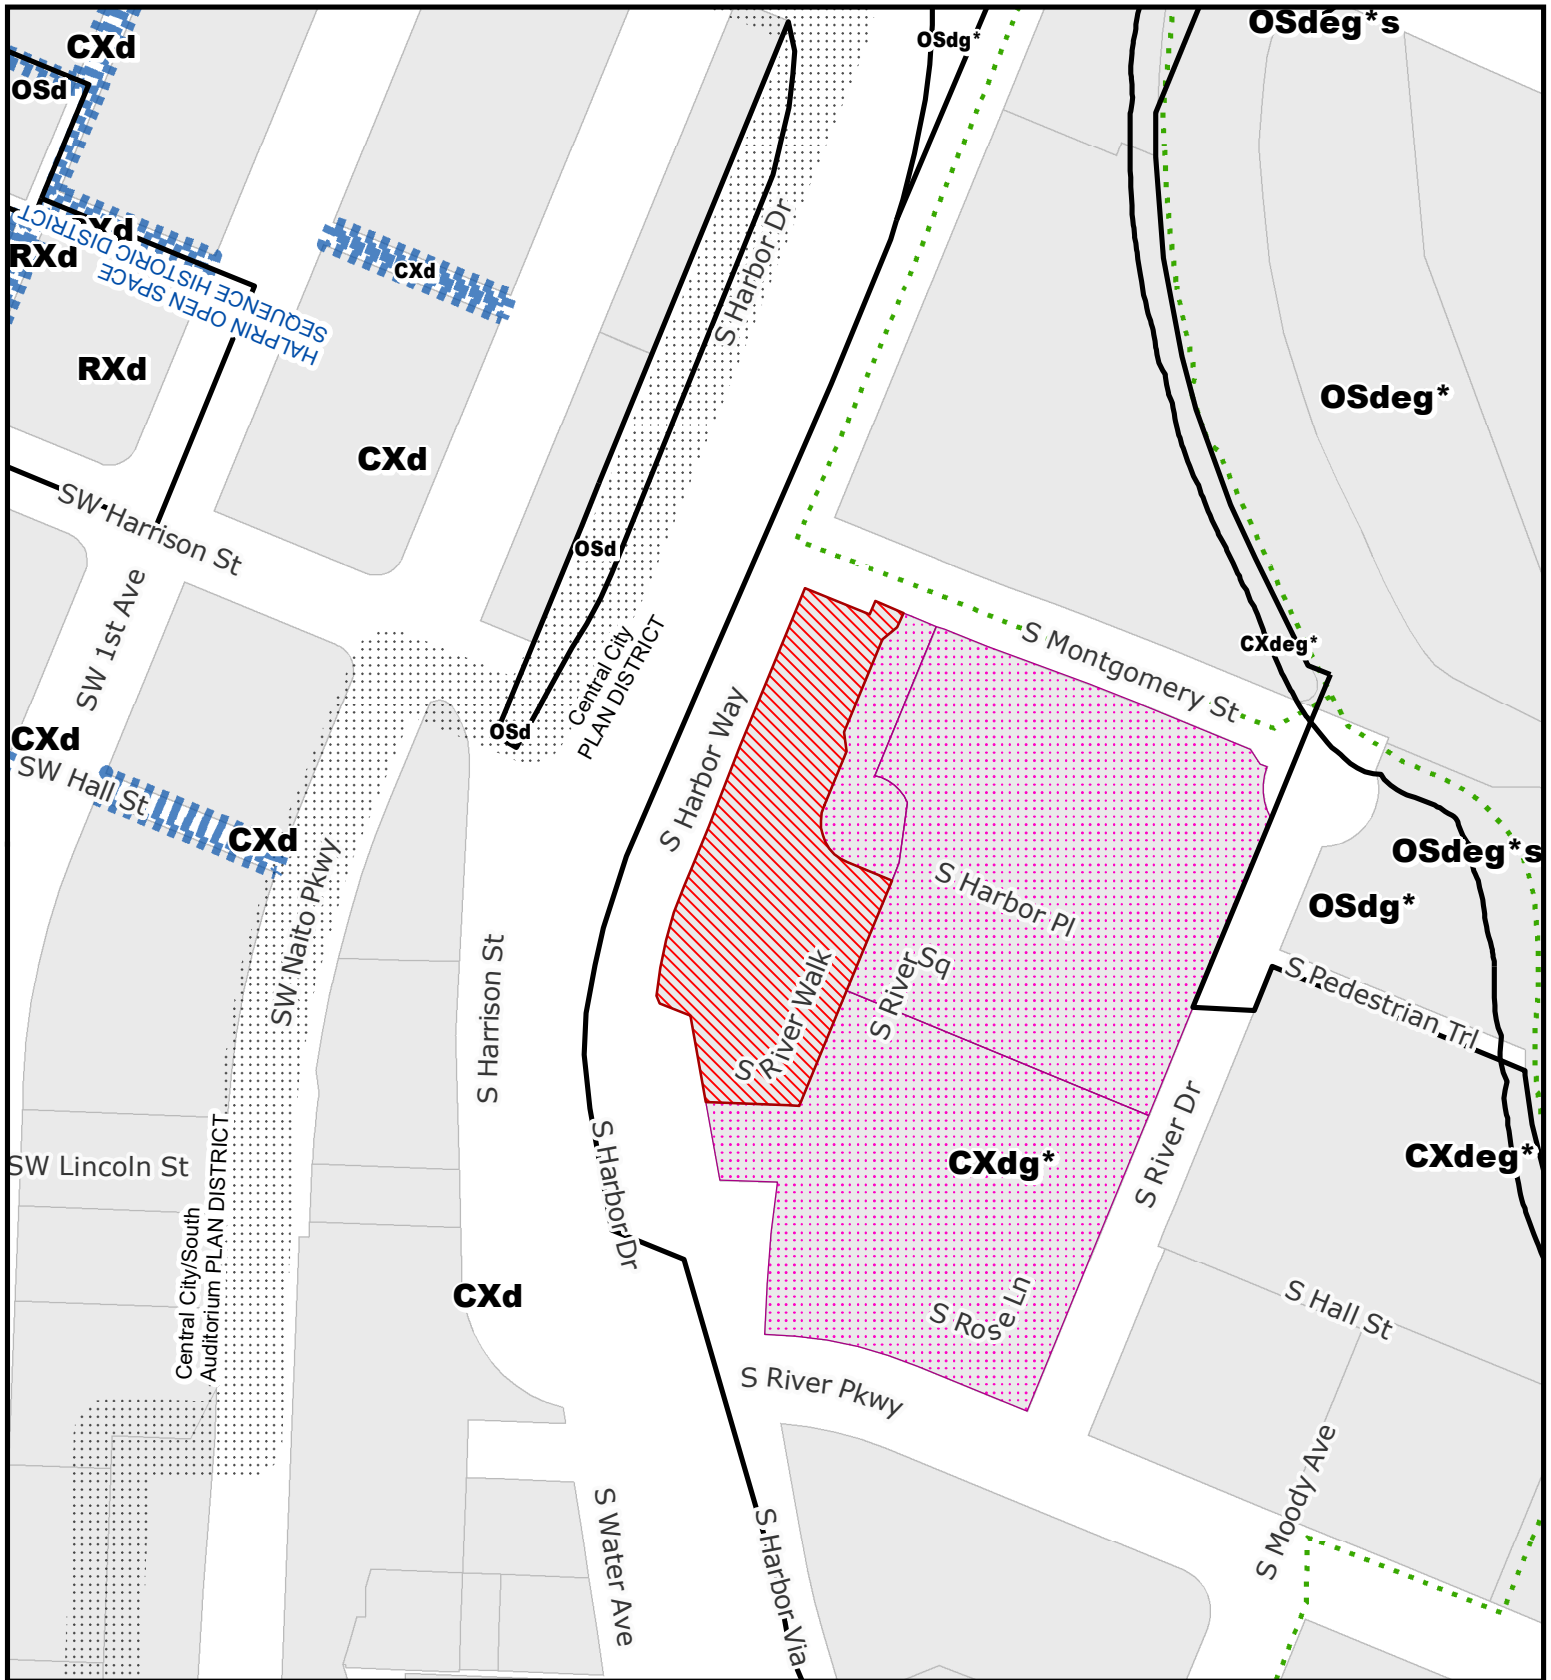 OSdeg*s
CXd
OSdg*
OSd
S Harbor Dr
RXd
RXd
CXd
HALPRIN OPEN SPACE
SEQUENCE HISTORIC DISTRICT
RXd
OSdeg*
CXd
SW Harrison St
OSd
SW 1st Ave
Central City
PLAN DISTRICT
S Montgomery St
CXdeg*
OSd
CXd
S Harbor Way
SW Hall St
CXd
OSdeg*s
SW Naito Pkwy
S Harbor Pl
OSdg*
S River Sq
S River Walk
S Pedestrian Trl
S Harrison St
S Harbor Dr
SW Lincoln St
CXdg*
CXdeg*
S River Dr
Central City/South
Auditorium PLAN DISTRICT
CXd
S Rose Ln
S Hall St
S River Pkwy
S Moody Ave
S Water Ave
S Harbor Via